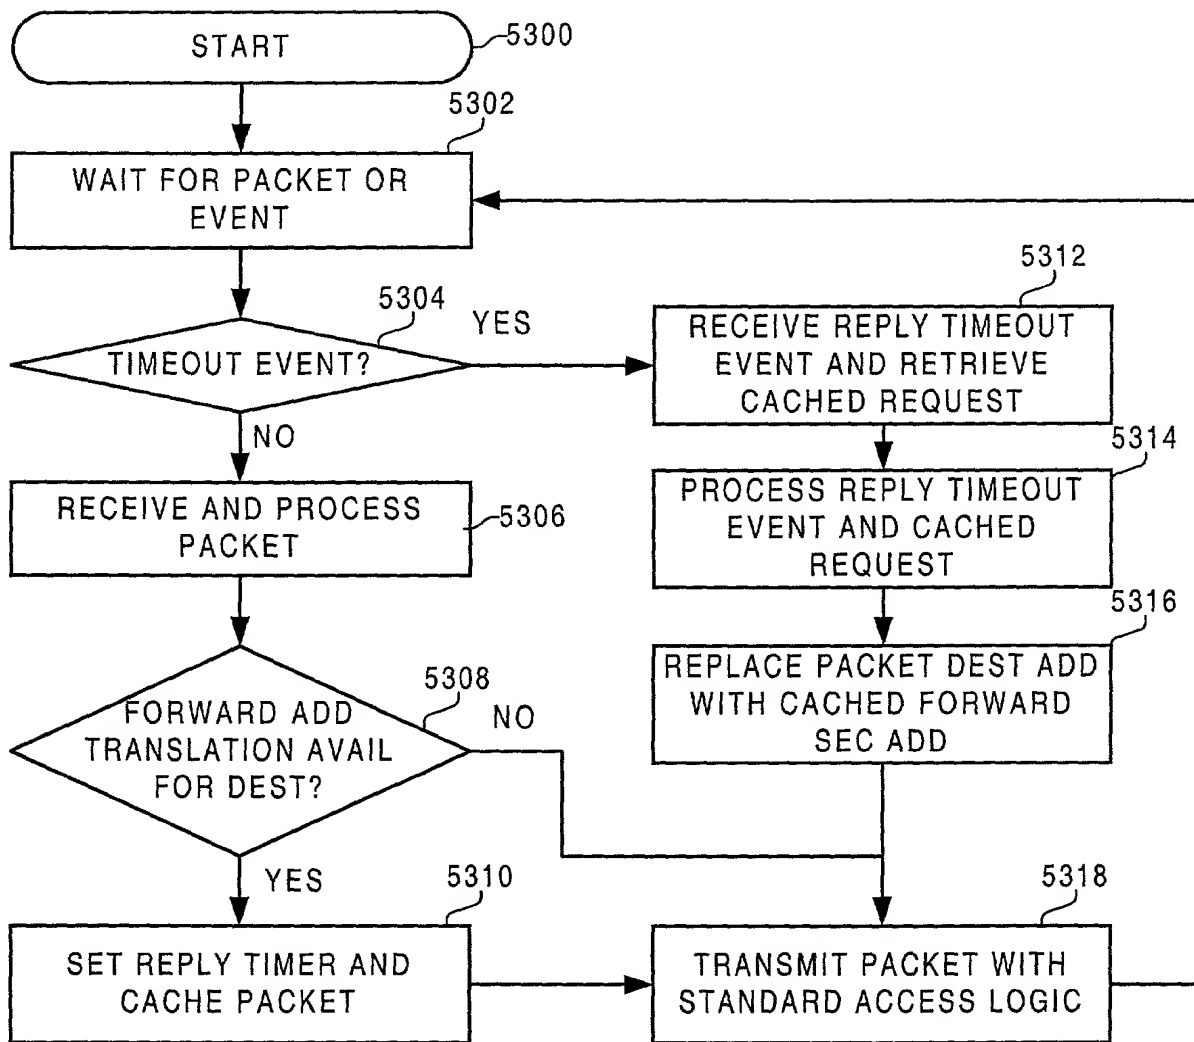 START
5300
5302
WAIT FOR PACKET OR
EVENT
5304
TIMEOUT EVENT?
YES
NO
5306
RECEIVE AND PROCESS
PACKET
5308
FORWARD ADD
TRANSLATION AVAIL
FOR DEST?
NO
YES
5310
SET REPLY TIMER AND
CACHE PACKET
5312
RECEIVE REPLY TIMEOUT
EVENT AND RETRIEVE
CACHED REQUEST
5314
PROCESS REPLY TIMEOUT
EVENT AND CACHED
REQUEST
5316
REPLACE PACKET DEST ADD
WITH CACHED FORWARD
SEC ADD
5318
TRANSMIT PACKET WITH
STANDARD ACCESS LOGIC